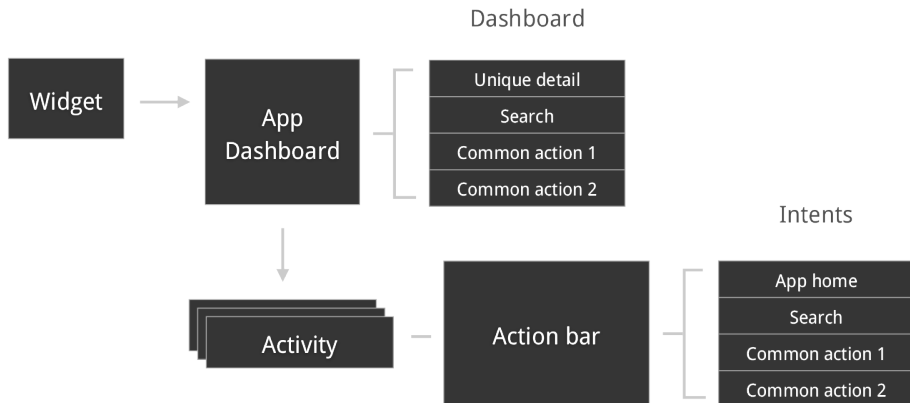 Dashboard
Widget
App
Dashboard
Unique detail
Search
Common action 1
Common action 2
Intents
Activity
Action bar
App home
Search
Common action 1
Common action 2